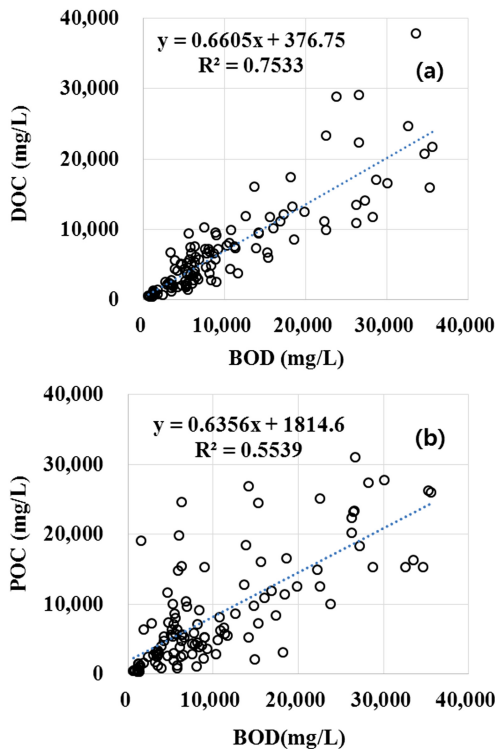 40,000
y = 0.6605x + 376.75
R² = 0.7533
(a)
30,000
20,000
10,000
0
DOC (mg/L)
0
10,000
20,000
30,000
40,000
BOD (mg/L)
40,000
y = 0.6356x + 1814.6
R² = 0.5539
(b)
30,000
20,000
10,000
0
POC (mg/L)
0
10,000
20,000
30,000
40,000
BOD(mg/L)